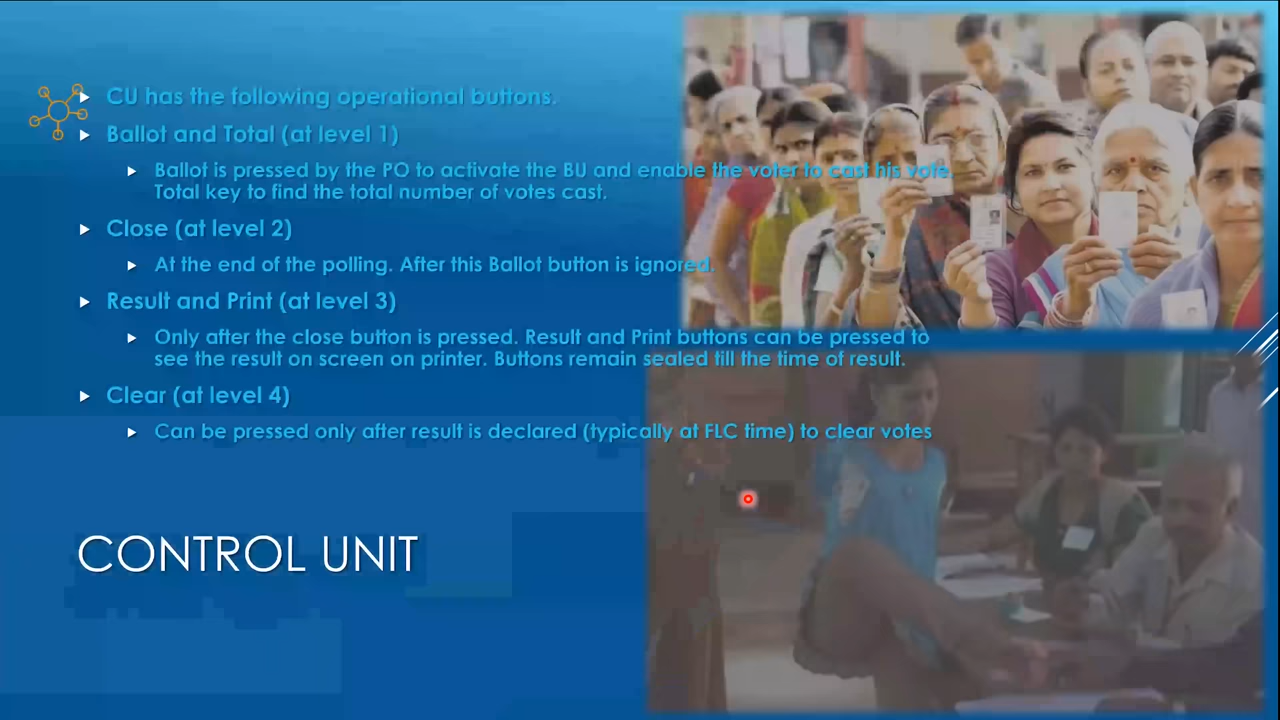 CU has the following operational buttons.
Ballot and Total (at level 1)
Ballot is pressed by the PO to activate the BU and enable the voter to cast his vote.
Total key to find the total number of votes cast.
Close (at level 2)
At the end of the polling. After this Ballot button is ignored.
Result and Print (at level 3)
Only after the close button is pressed. Result and Print buttons can be pressed to
see the result on screen on printer. Buttons remain sealed till the time of result.
Clear (at level 4)
Can be pressed only after result is declared (typically at FLC time) to clear votes
CONTROL UNIT